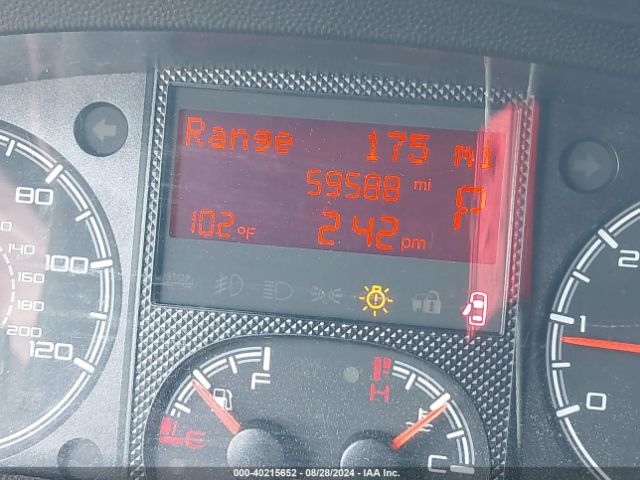 Range 175 mi
59588 mi
P
102°F 2:42 pm
STOP
80
100
120
140
160
180
200
2
1
0
F
E
H
C
000-40215652 - 08/28/2024 - IAA Inc.